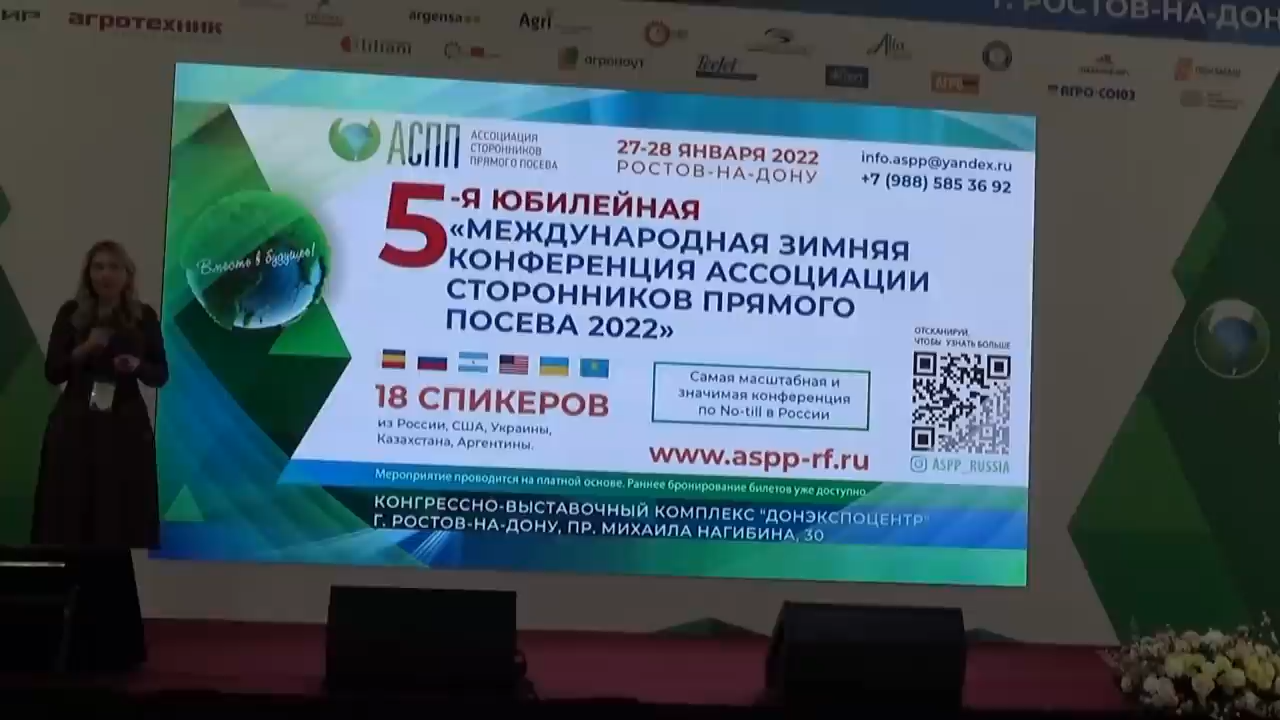 агротехник
argensa
Agri
Г. РОСТОВ-НА-ДОН
агроноут
TeeJet
АГРО-СОЮЗ
АСПП
АССОЦИАЦИЯ
СТОРОННИКОВ
ПРЯМОГО ПОСЕВА
27-28 ЯНВАРЯ 2022
РОСТОВ-НА-ДОНУ
info.aspp@yandex.ru
+7 (988) 585 36 92
5-Я ЮБИЛЕЙНАЯ
«МЕЖДУНАРОДНАЯ ЗИМНЯЯ
КОНФЕРЕНЦИЯ АССОЦИАЦИИ
СТОРОННИКОВ ПРЯМОГО
ПОСЕВА 2022»
Вместе в будущее!
ОТСКАНИРУЙ,
ЧТОБЫ УЗНАТЬ БОЛЬШЕ
18 СПИКЕРОВ
из России, США, Украины,
Казахстана, Аргентины.
Самая масштабная и
значимая конференция
по No-till в России
www.aspp-rf.ru
ASPP_RUSSIA
Мероприятие проводится на платной основе. Раннее бронирование билетов уже доступно.
КОНГРЕССНО-ВЫСТАВОЧНЫЙ КОМПЛЕКС "ДОНЭКСПОЦЕНТР"
Г. РОСТОВ-НА-ДОНУ, ПР. МИХАИЛА НАГИБИНА, 30